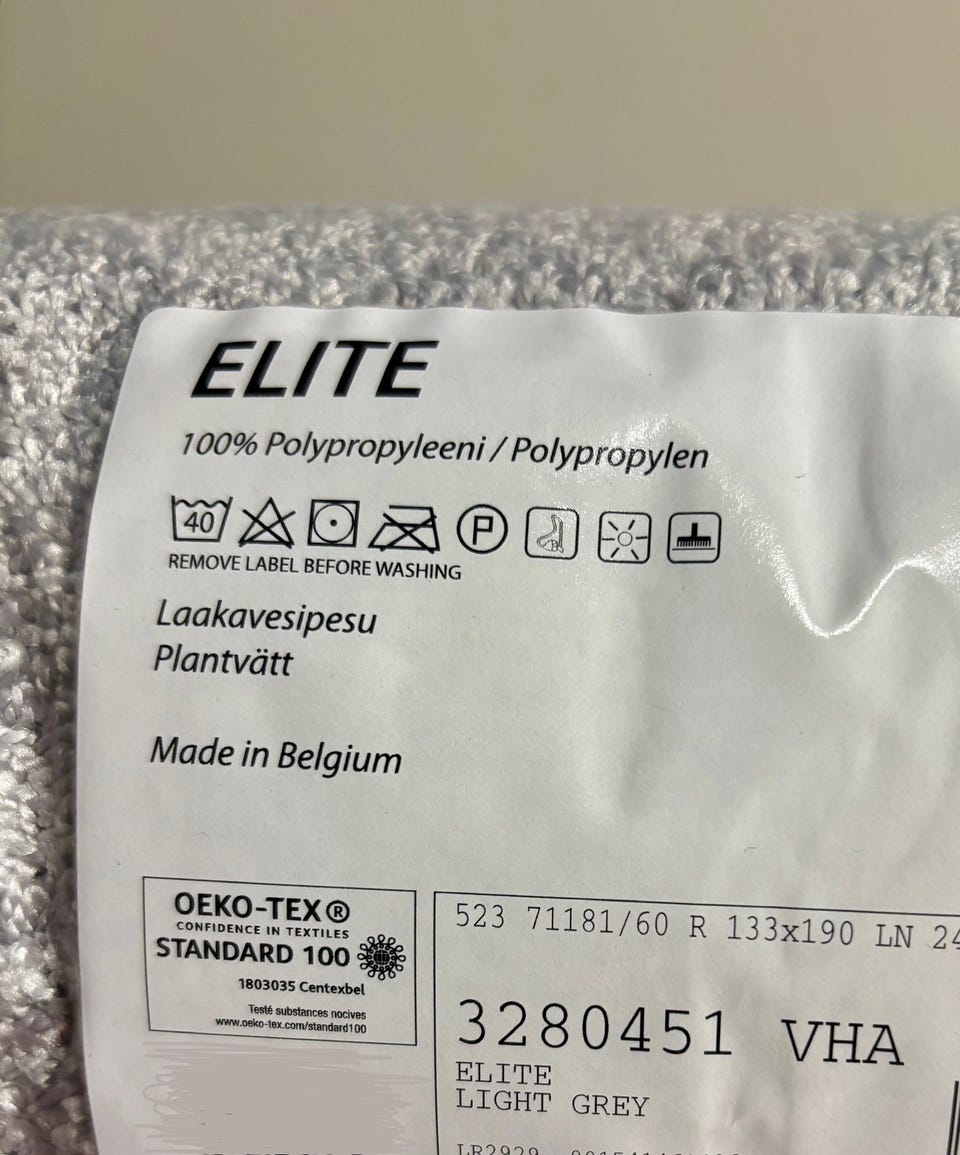 ELITE
100% Polypropyleeni / Polypropylen
40 P
REMOVE LABEL BEFORE WASHING
Laakavesipesu
Plantvätt
Made in Belgium
OEKO-TEX®
CONFIDENCE IN TEXTILES
STANDARD 100
1803035 Centexbel
Testé substances nocives
www.oeko-tex.com/standard100
523 71181/60 R 133x190 LN 24
3280451 VHA
ELITE
LIGHT GREY